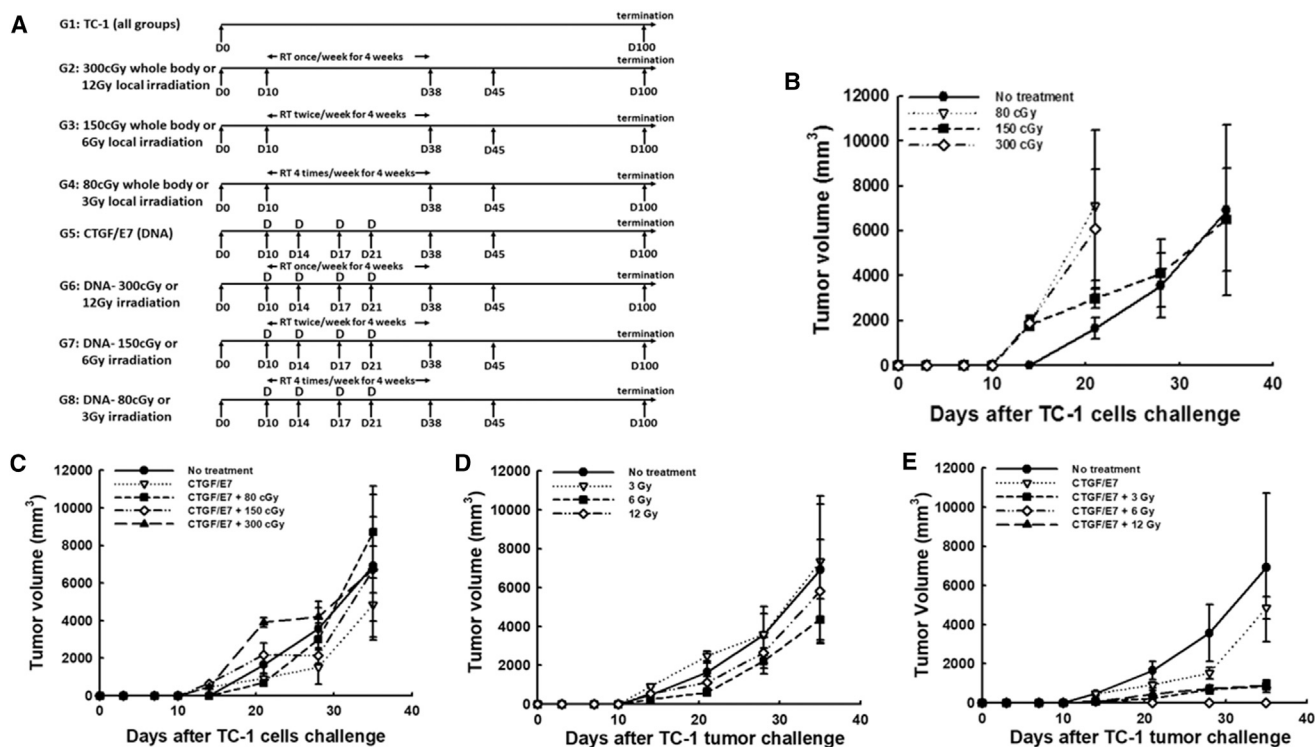 A
G1: TC-1 (all groups)
termination
D0
D100
G2: 300cGy whole body or
12Gy local irradiation
RT once/week for 4 weeks
termination
D0
D10
D38
D45
D100
G3: 150cGy whole body or
6Gy local irradiation
RT twice/week for 4 weeks
termination
D0
D10
D38
D45
D100
G4: 80cGy whole body or
3Gy local irradiation
RT 4 times/week for 4 weeks
termination
D0
D10
D38
D45
D100
G5: CTGF/E7 (DNA)
D D D D
termination
D0
D10
D14
D17
D21
D38
D45
D100
G6: DNA- 300cGy or
12Gy irradiation
RT once/week for 4 weeks
D D D D
termination
D0
D10
D14
D17
D21
D38
D45
D100
G7: DNA- 150cGy or
6Gy irradiation
RT twice/week for 4 weeks
D D D D
termination
D0
D10
D14
D17
D21
D38
D45
D100
G8: DNA- 80cGy or
3Gy irradiation
RT 4 times/week for 4 weeks
D D D D
termination
D0
D10
D14
D17
D21
D38
D45
D100
B
No treatment
80 cGy
150 cGy
300 cGy
Tumor volume (mm³)
12000
10000
8000
6000
4000
2000
0
0 10 20 30 40
Days after TC-1 cells challenge
C
No treatment
CTGF/E7
CTGF/E7 + 80 cGy
CTGF/E7 + 150 cGy
CTGF/E7 + 300 cGy
Tumor volume (mm³)
12000
10000
8000
6000
4000
2000
0
0 10 20 30 40
Days after TC-1 cells challenge
D
No treatment
3 Gy
6 Gy
12 Gy
Tumor volume (mm³)
12000
10000
8000
6000
4000
2000
0
0 10 20 30 40
Days after TC-1 tumor challenge
E
No treatment
CTGF/E7
CTGF/E7 + 3 Gy
CTGF/E7 + 6 Gy
CTGF/E7 + 12 Gy
Tumor Volume (mm³)
12000
10000
8000
6000
4000
2000
0
0 10 20 30 40
Days after TC-1 tumor challenge